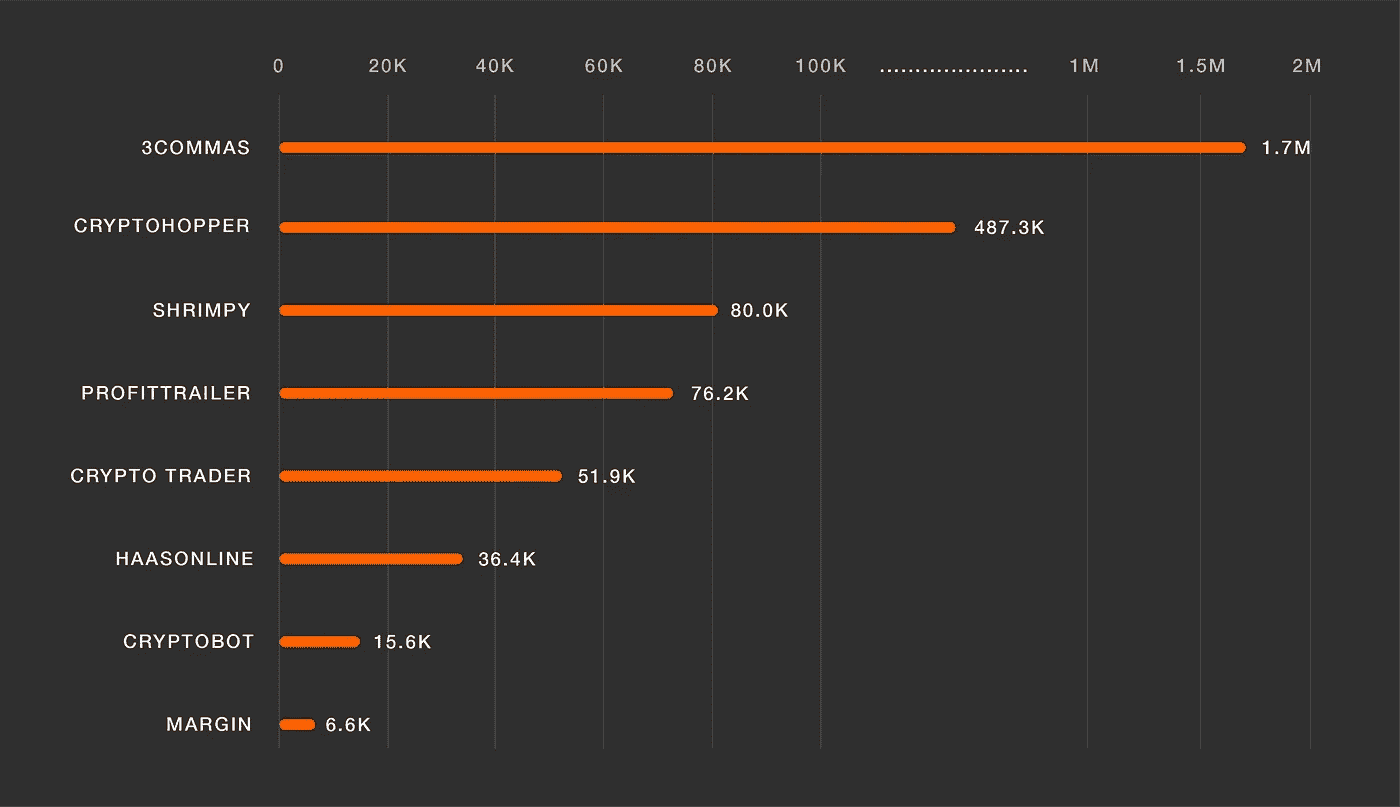 0 20K 40K 60K 80K 100K ..................... 1M 1.5M 2M
3COMMAS 1.7M
CRYPTOHOPPER 487.3K
SHRIMPY 80.0K
PROFITTRAILER 76.2K
CRYPTO TRADER 51.9K
HAASONLINE 36.4K
CRYPTOBOT 15.6K
MARGIN 6.6K